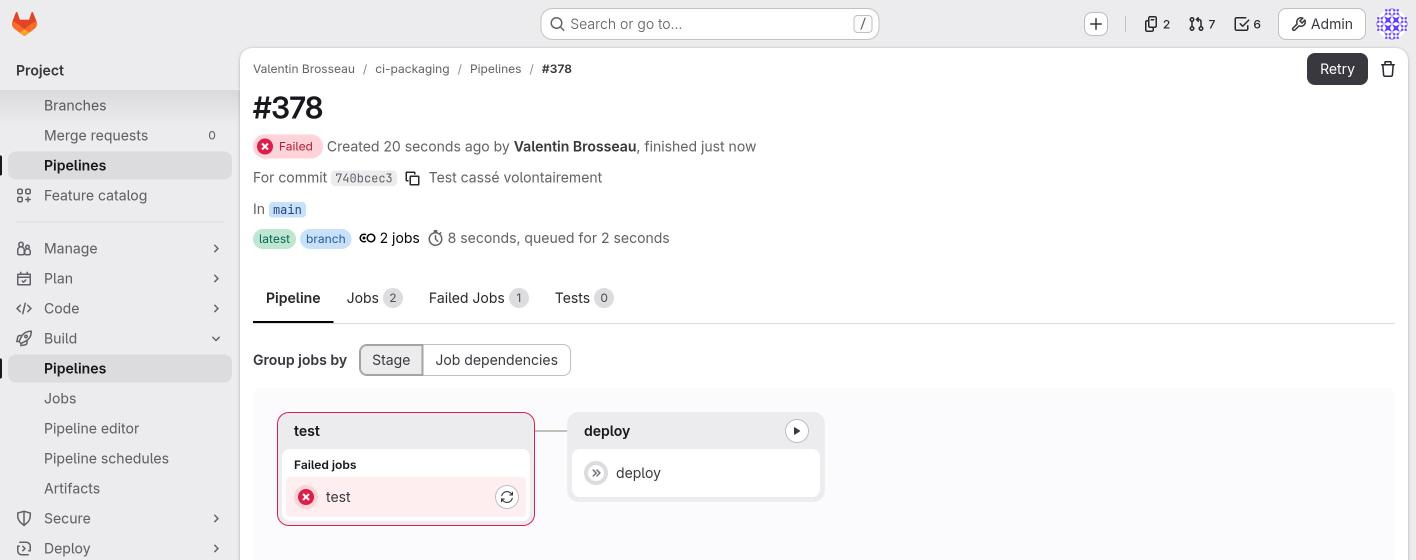 Search or go to...
/
2
7
6
Admin
Project
Branches
Merge requests 0
Pipelines
Feature catalog
Manage
Plan
Code
Build
Pipelines
Jobs
Pipeline editor
Pipeline schedules
Artifacts
Secure
Deploy
Valentin Brosseau / ci-packaging / Pipelines / #378
Retry
#378
Failed Created 20 seconds ago by Valentin Brosseau, finished just now
For commit 740bcec3 Test cassé volontairement
In main
latest branch 2 jobs 8 seconds, queued for 2 seconds
Pipeline Jobs 2 Failed Jobs 1 Tests 0
Group jobs by Stage Job dependencies
test
Failed jobs
test
deploy
deploy